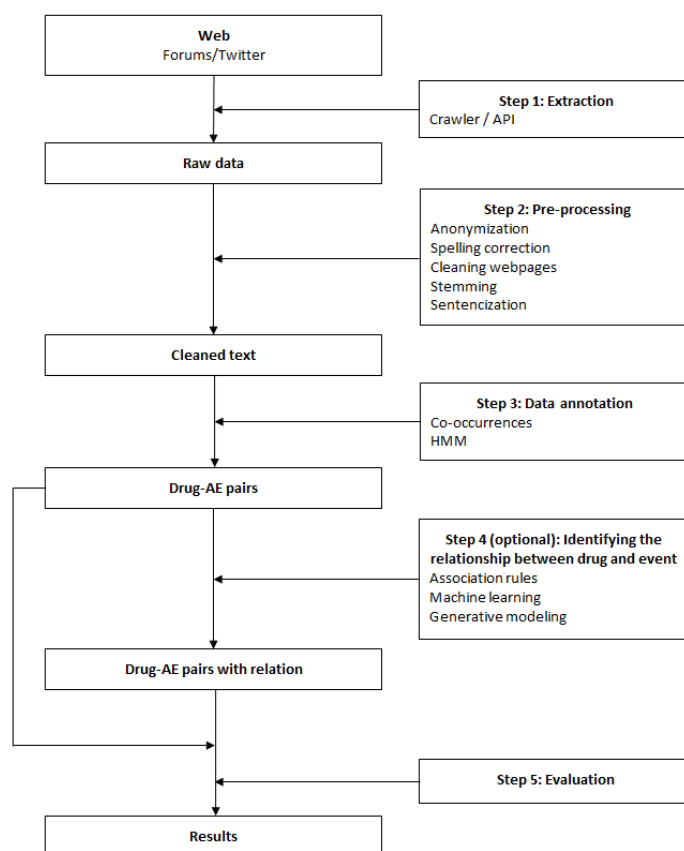 Web
Forums/Twitter
Step 1: Extraction
Crawler / API
Raw data
Step 2: Pre-processing
Anonymization
Spelling correction
Cleaning webpages
Stemming
Sentencization
Cleaned text
Step 3: Data annotation
Co-occurrences
HMM
Drug-AE pairs
Step 4 (optional): Identifying the
relationship between drug and event
Association rules
Machine learning
Generative modeling
Drug-AE pairs with relation
Step 5: Evaluation
Results